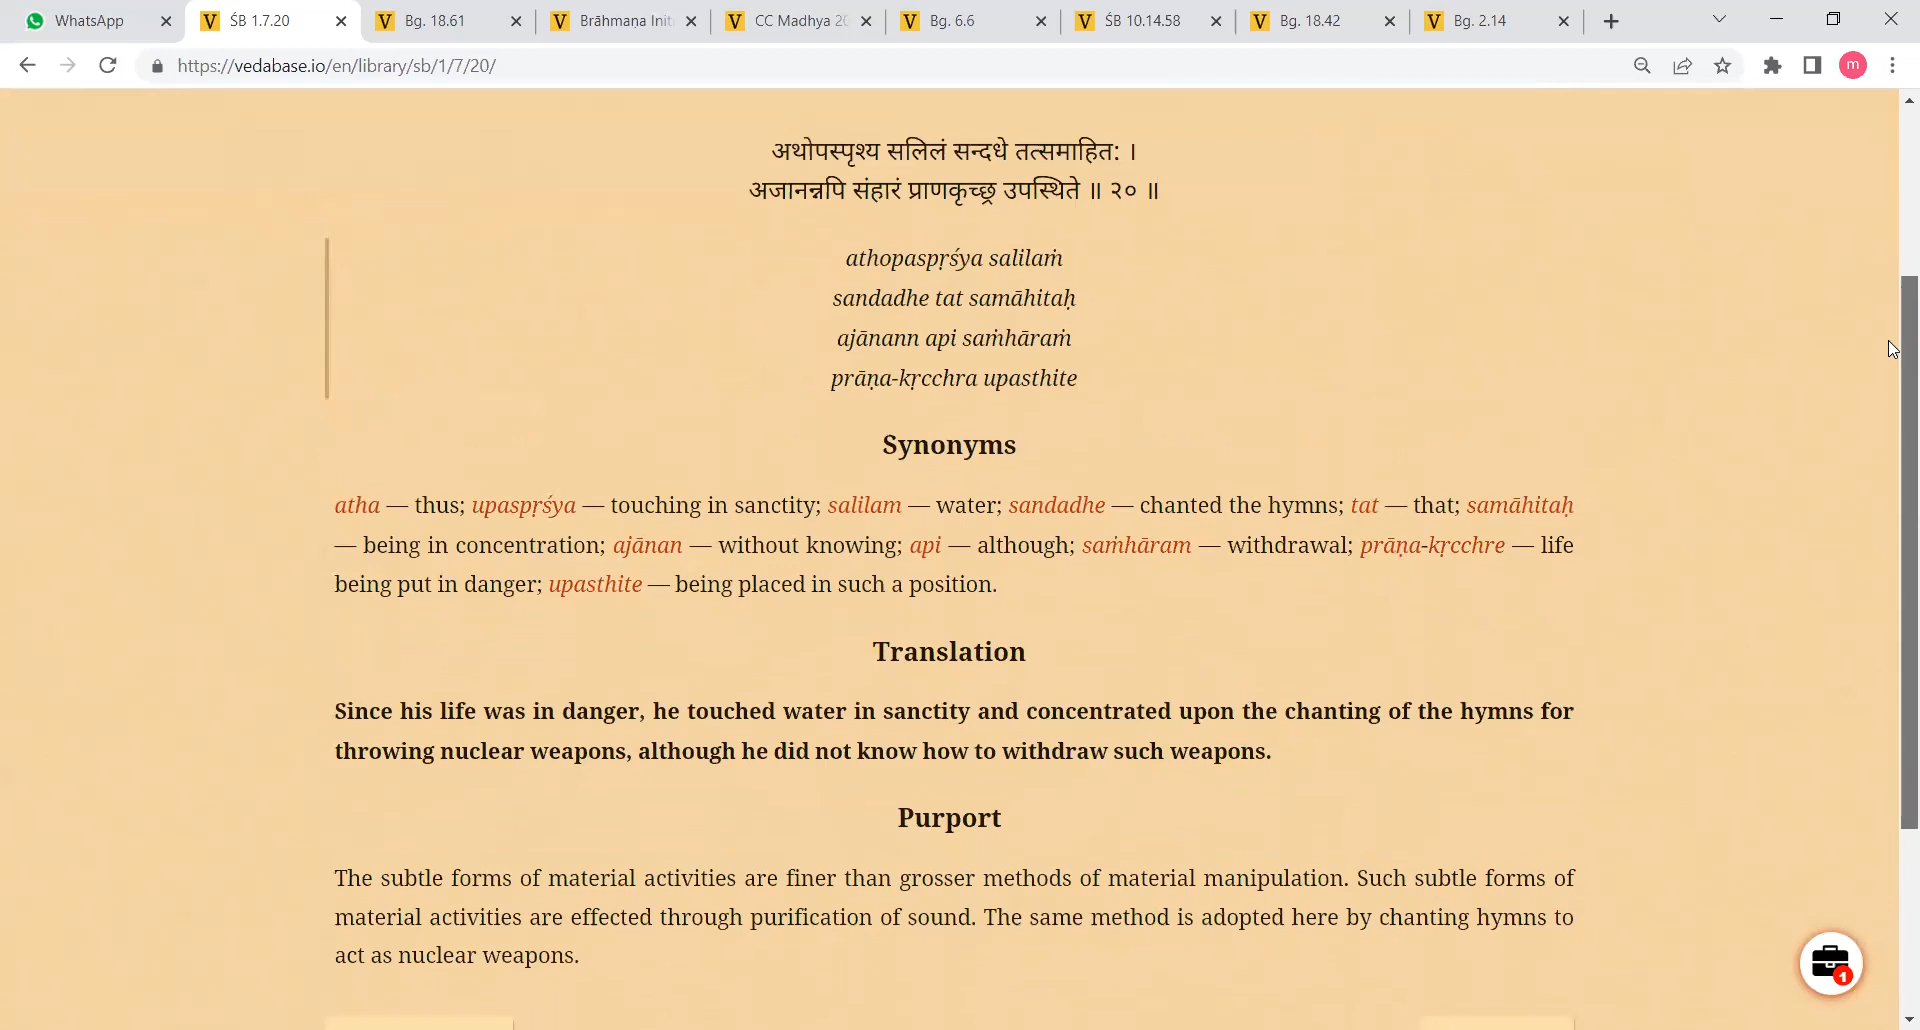 WhatsApp
ŚB 1.7.20
Bg. 18.61
Brāhmaṇa Init
CC Madhya 20
Bg. 6.6
ŚB 10.14.58
Bg. 18.42
Bg. 2.14
https://vedabase.io/en/library/sb/1/7/20/
m
अथोपस्पृश्य सलिलं सन्दधे तत्समाहित: ।
अजानन्नपि संहारं प्राणकृच्छ्र उपस्थिते ॥ २० ॥
athopaspṛśya salilaṁ
sandadhe tat samāhitaḥ
ajānann api saṁhāraṁ
prāṇa-kṛcchra upasthite
Synonyms
atha — thus; upaspṛśya — touching in sanctity; salilam — water; sandadhe — chanted the hymns; tat — that; samāhitaḥ
— being in concentration; ajānan — without knowing; api — although; saṁhāram — withdrawal; prāṇa-kṛcchre — life
being put in danger; upasthite — being placed in such a position.
Translation
Since his life was in danger, he touched water in sanctity and concentrated upon the chanting of the hymns for
throwing nuclear weapons, although he did not know how to withdraw such weapons.
Purport
The subtle forms of material activities are finer than grosser methods of material manipulation. Such subtle forms of
material activities are effected through purification of sound. The same method is adopted here by chanting hymns to
act as nuclear weapons.
1